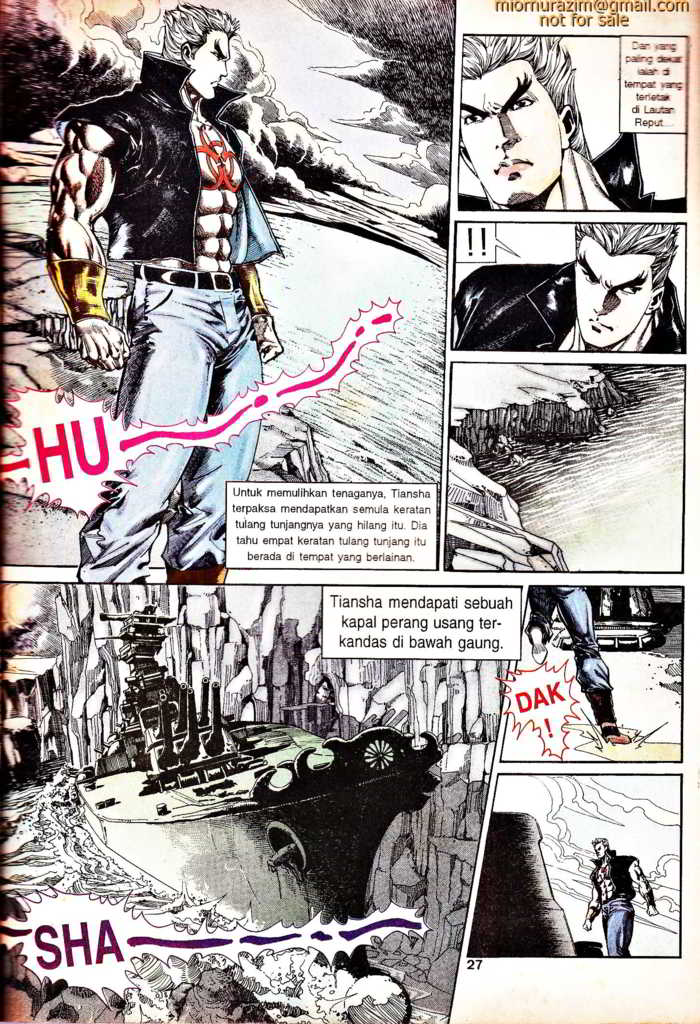 miornurazim@gmail.com
not for sale
HU
Untuk memulihkan tenaganya, Tiansha
terpaksa mendapatkan semula keratan
tulang tunjangnya yang hilang itu. Dia
tahu empat keratan tulang tunjang itu
berada di tempat yang berlainan.
Dan yang
paling dekat
ialah di
tempat yang
terletak
di Lautan
Reput...
!!
Tiansha mendapati sebuah
kapal perang usang ter-
kandas di bawah gaung.
SHA
DAK
!
27